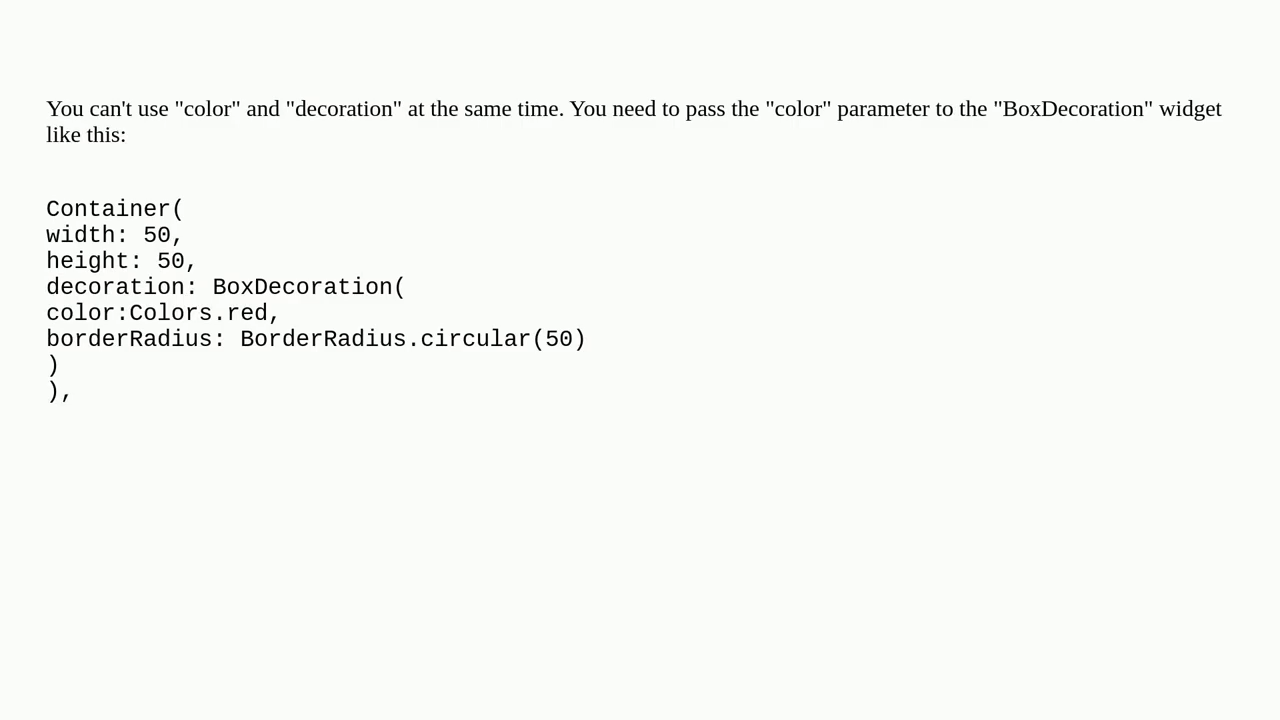 You can't use "color" and "decoration" at the same time. You need to pass the "color" parameter to the "BoxDecoration" widget
like this:
Container(
width: 50,
height: 50,
decoration: BoxDecoration(
color:Colors.red,
borderRadius: BorderRadius.circular(50)
)
),